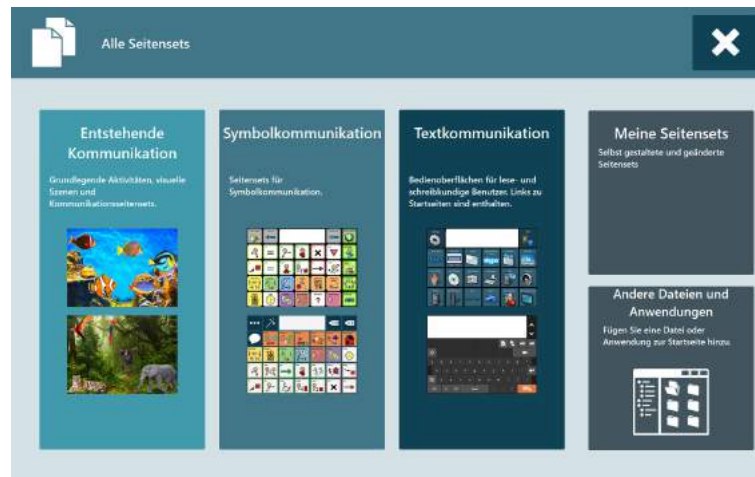 Alle Seitensets
Entstehende
Kommunikation
Grundlegende Aktivitäten, visuelle
Szenen und
Kommunikationsseitensets.
Symbolkommunikation
Seitensets für
Symbolkommunikation.
Textkommunikation
Bedienoberflächen für lese- und
schreibkundige Benutzer. Links zu
Startseiten sind enthalten.
Meine Seitensets
Selbst gestaltete und geänderte
Seitensets
Andere Dateien und
Anwendungen
Fügen Sie eine Datei oder
Anwendung zur Startseite hinzu.